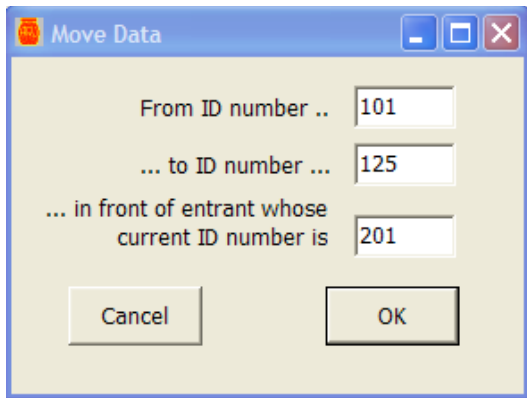 Move Data
From ID number ..
101
... to ID number ...
125
... in front of entrant whose
current ID number is
201
Cancel
OK